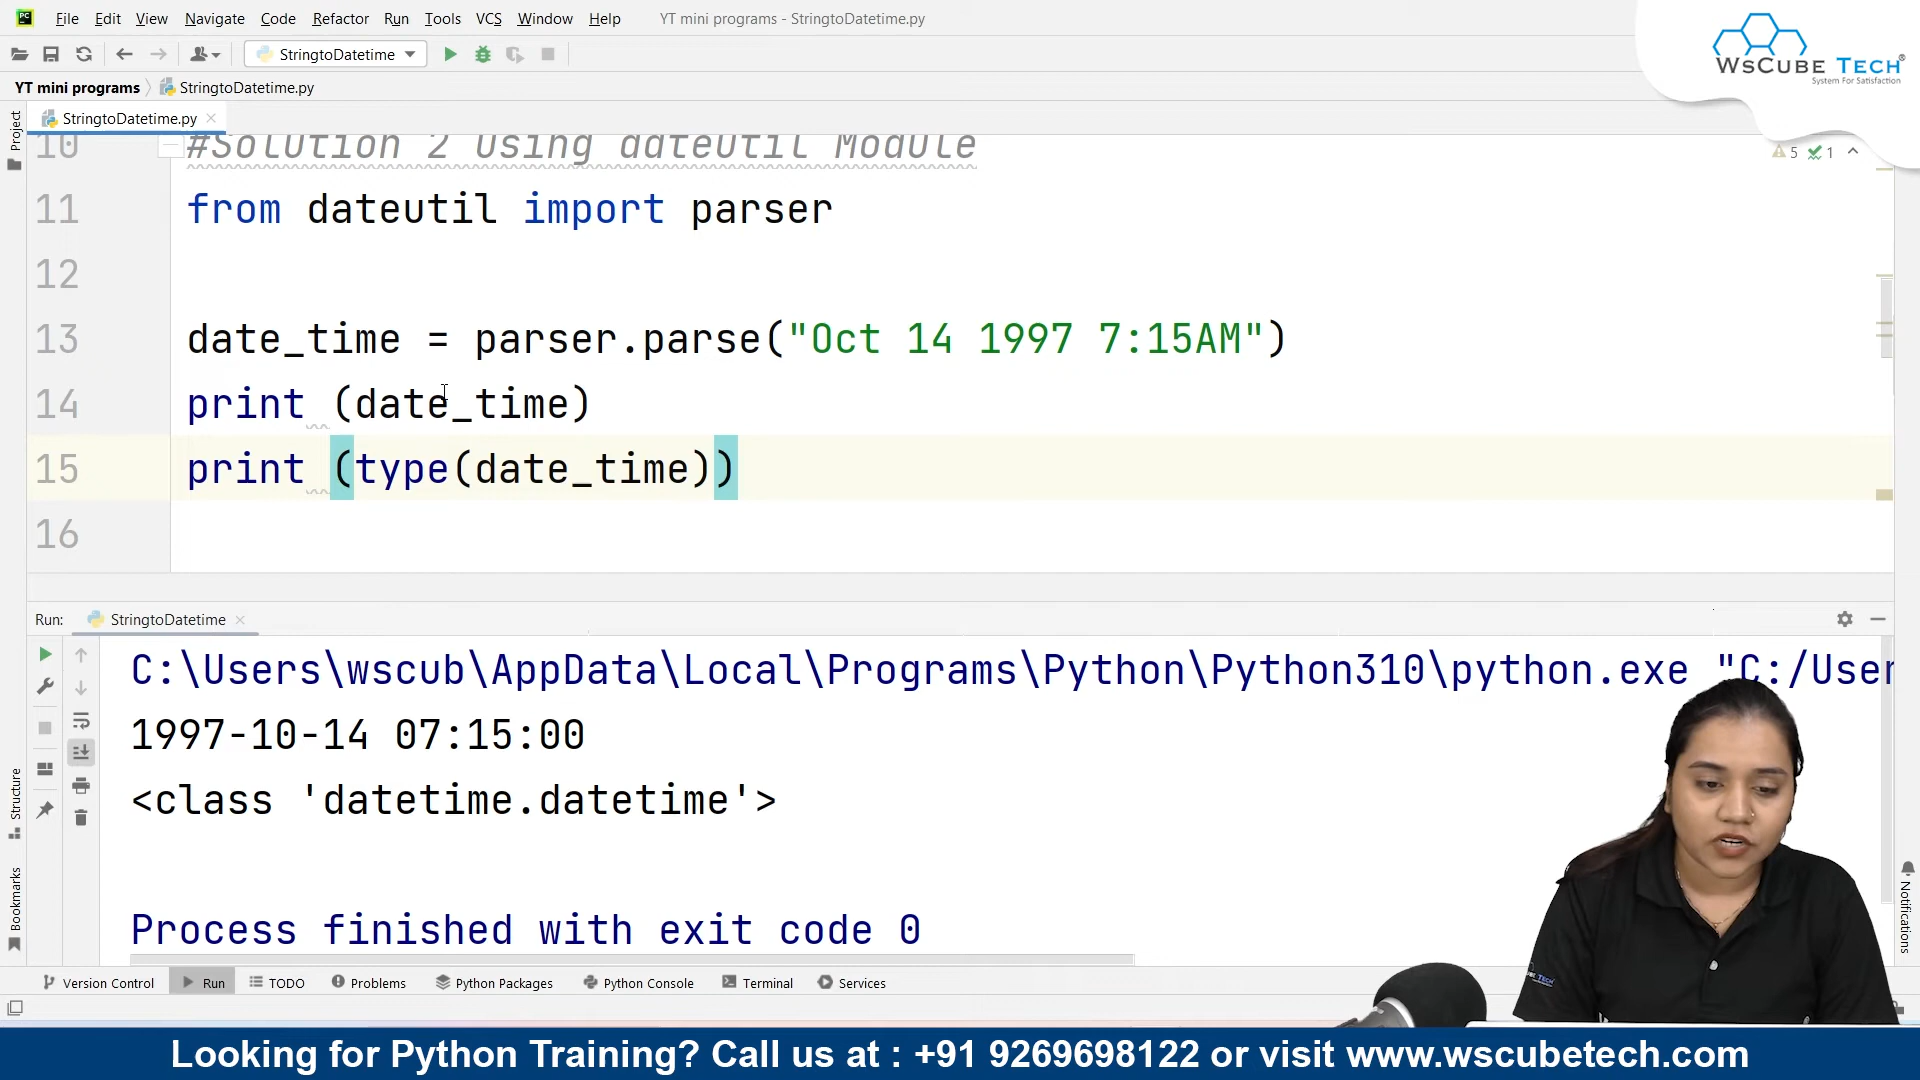 File Edit View Navigate Code Refactor Run Tools VCS Window Help YT mini programs - StringtoDatetime.py
WsCube Tech®
System For Satisfaction
StringtoDatetime
YT mini programs StringtoDatetime.py
Project
StringtoDatetime.py
5 1
10 #Solution 2 Using dateutil Module
11 from dateutil import parser
12
13 date_time = parser.parse("Oct 14 1997 7:15AM")
14 print (date_time)
15 print (type(date_time))
16
Run: StringtoDatetime
C:\Users\wscub\AppData\Local\Programs\Python\Python310\python.exe "C:/User
1997-10-14 07:15:00
<class 'datetime.datetime'>
Process finished with exit code 0
Structure
Bookmarks
Notifications
Version Control Run TODO Problems Python Packages Python Console Terminal Services
Looking for Python Training? Call us at : +91 9269698122 or visit www.wscubetech.com